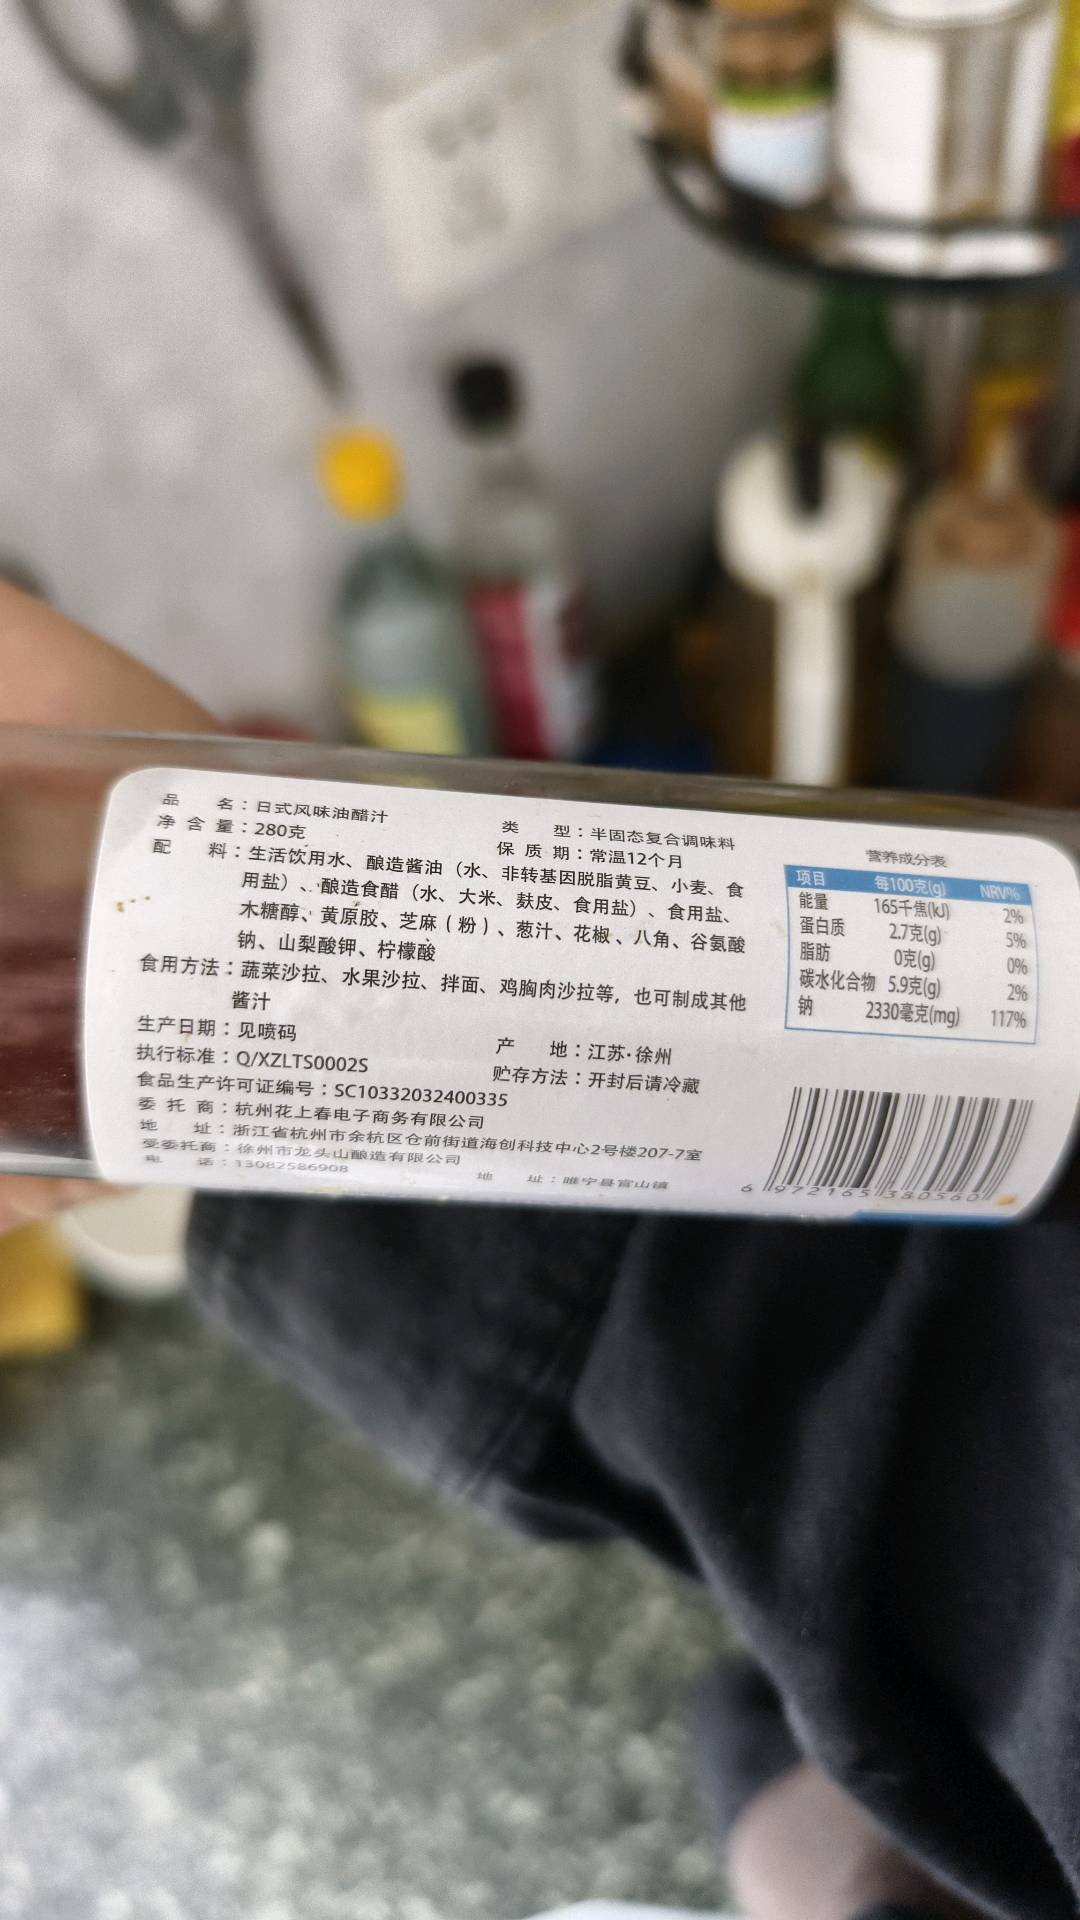 品 名：日式风味油醋汁
净 含 量：280克
类 型：半固态复合调味料
保 质 期：常温12个月
配 料：生活饮用水、酿造酱油（水、非转基因脱脂黄豆、小麦、食
用盐）、酿造食醋（水、大米、麸皮、食用盐）、食用盐、
木糖醇、黄原胶、芝麻（粉）、葱汁、花椒、八角、谷氨酸
钠、山梨酸钾、柠檬酸
食用方法：蔬菜沙拉、水果沙拉、拌面、鸡胸肉沙拉等，也可制成其他
酱汁
生产日期：见喷码
产 地：江苏·徐州
执行标准：Q/XZLTS0002S
贮存方法：开封后请冷藏
食品生产许可证编号：SC10332032400335
委 托 商：杭州花上春电子商务有限公司
地 址：浙江省杭州市余杭区仓前街道海创科技中心2号楼207-7室
受委托商：徐州市龙头山酿造有限公司
电 话：13082586908
地 址：睢宁县官山镇
营养成分表
项目 每100克(g) NRV%
能量 165千焦(kJ) 2%
蛋白质 2.7克(g) 5%
脂肪 0克(g) 0%
碳水化合物 5.9克(g) 2%
钠 2330毫克(mg) 117%
6 972165 380560